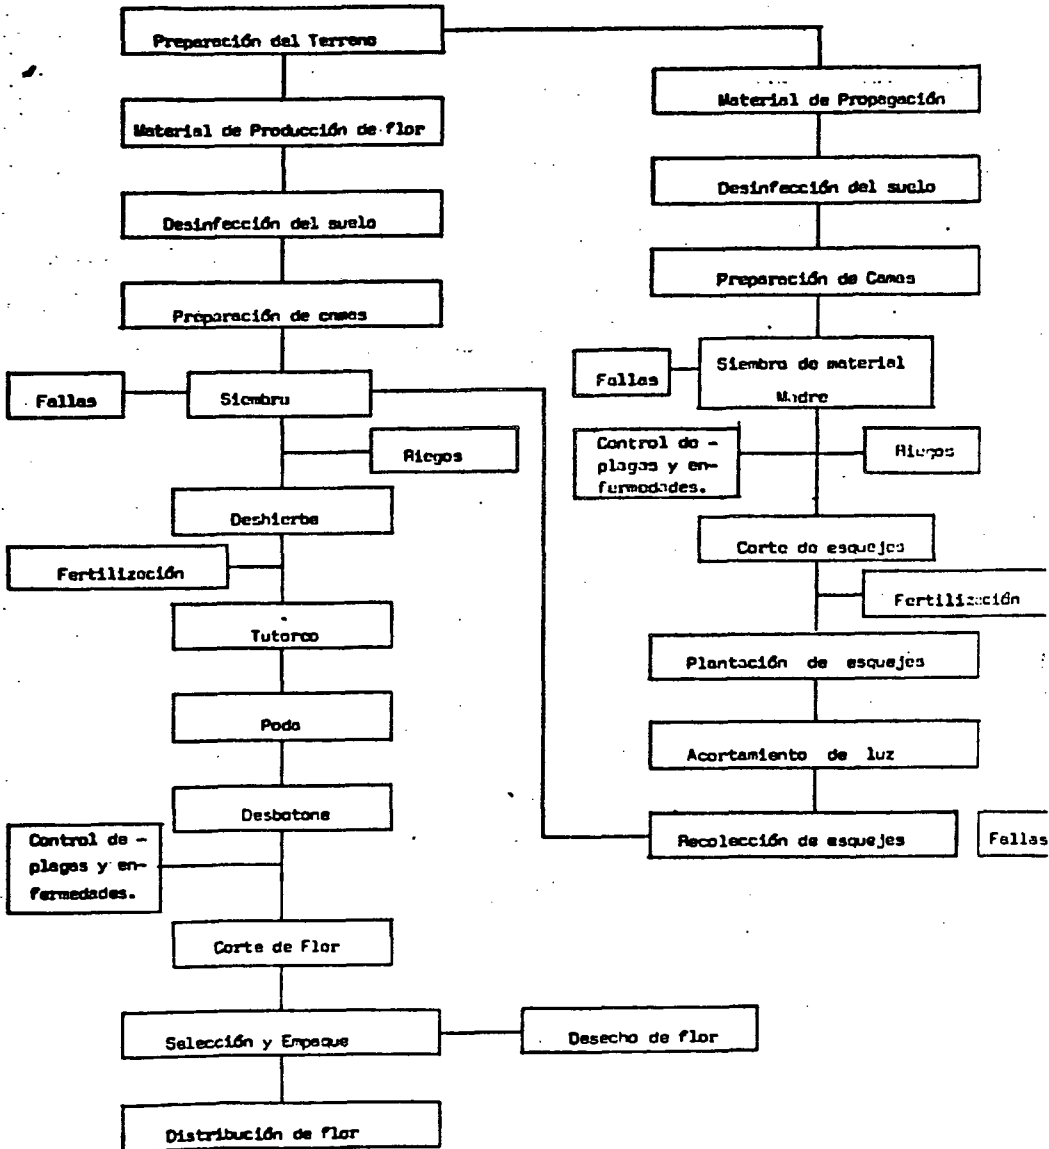 Preparación del Terreno
Material de Producción de flor
Desinfección del suelo
Preparación de camas
Fallas
Siembra
Riegos
Deshierbe
Fertilización
Tutoreo
Poda
Desbotone
Control de -
plagas y en-
fermedades.
Corte de Flor
Selección y Empaque
Desecho de flor
Distribución de flor
Material de Propagación
Desinfección del suelo
Preparación de Camas
Fallas
Siembra de material
Madre
Control de -
plagas y en-
fermedades.
Riegos
Corte de esquejes
Fertilización
Plantación de esquejes
Acortamiento de luz
Recolección de esquejes
Fallas